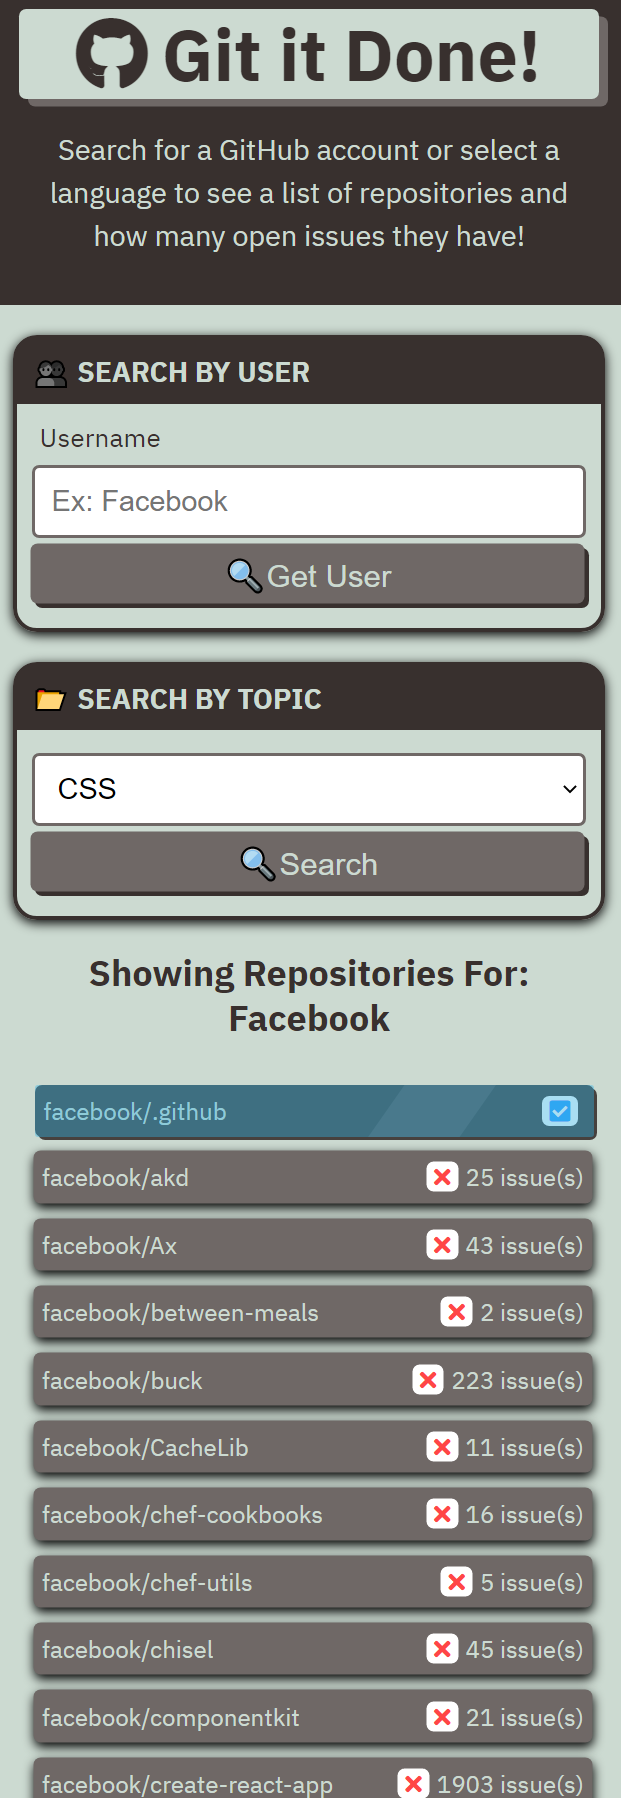 Git it Done!
Search for a GitHub account or select a
language to see a list of repositories and
how many open issues they have!
SEARCH BY USER
Username
Ex: Facebook
Get User
SEARCH BY TOPIC
CSS
Search
Showing Repositories For:
Facebook
facebook/.github
facebook/akd 25 issue(s)
facebook/Ax 43 issue(s)
facebook/between-meals 2 issue(s)
facebook/buck 223 issue(s)
facebook/CacheLib 11 issue(s)
facebook/chef-cookbooks 16 issue(s)
facebook/chef-utils 5 issue(s)
facebook/chisel 45 issue(s)
facebook/componentkit 21 issue(s)
facebook/create-react-app 1903 issue(s)